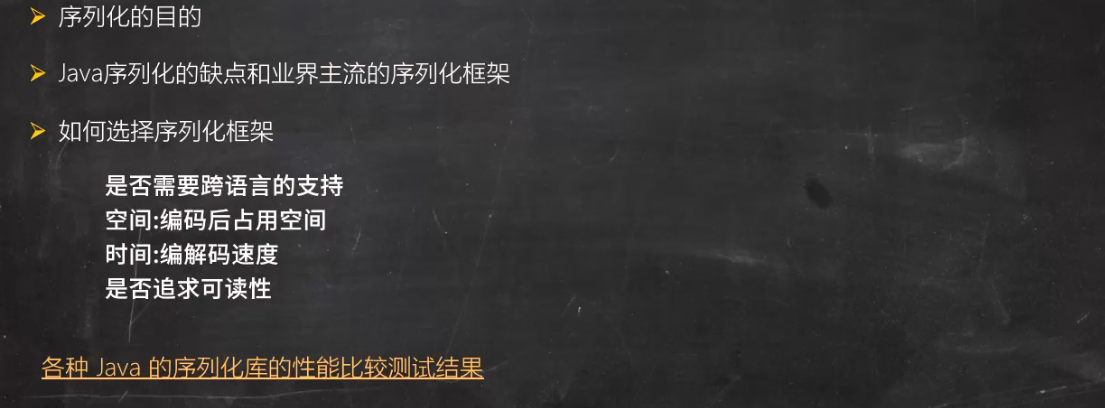 序列化的目的
Java序列化的缺点和业界主流的序列化框架
如何选择序列化框架
是否需要跨语言的支持
空间:编码后占用空间
时间:编解码速度
是否追求可读性
各种 Java 的序列化库的性能比较测试结果